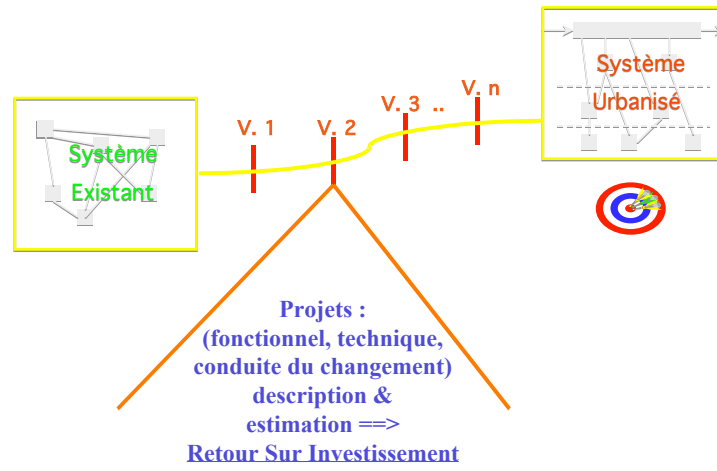 Système
Existant
V. 1
V. 2
V. 3 ..
V. n
Système
Urbanisé
Projets :
(fonctionnel, technique,
conduite du changement)
description &
estimation ==>
Retour Sur Investissement